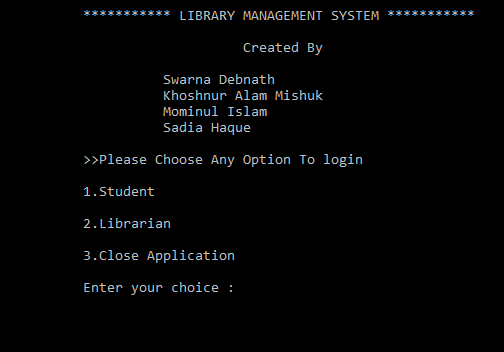 *********** LIBRARY MANAGEMENT SYSTEM ***********
Created By
Swarna Debnath
Khoshnur Alam Mishuk
Mominul Islam
Sadia Haque
>>Please Choose Any Option To login
1.Student
2.Librarian
3.Close Application
Enter your choice :